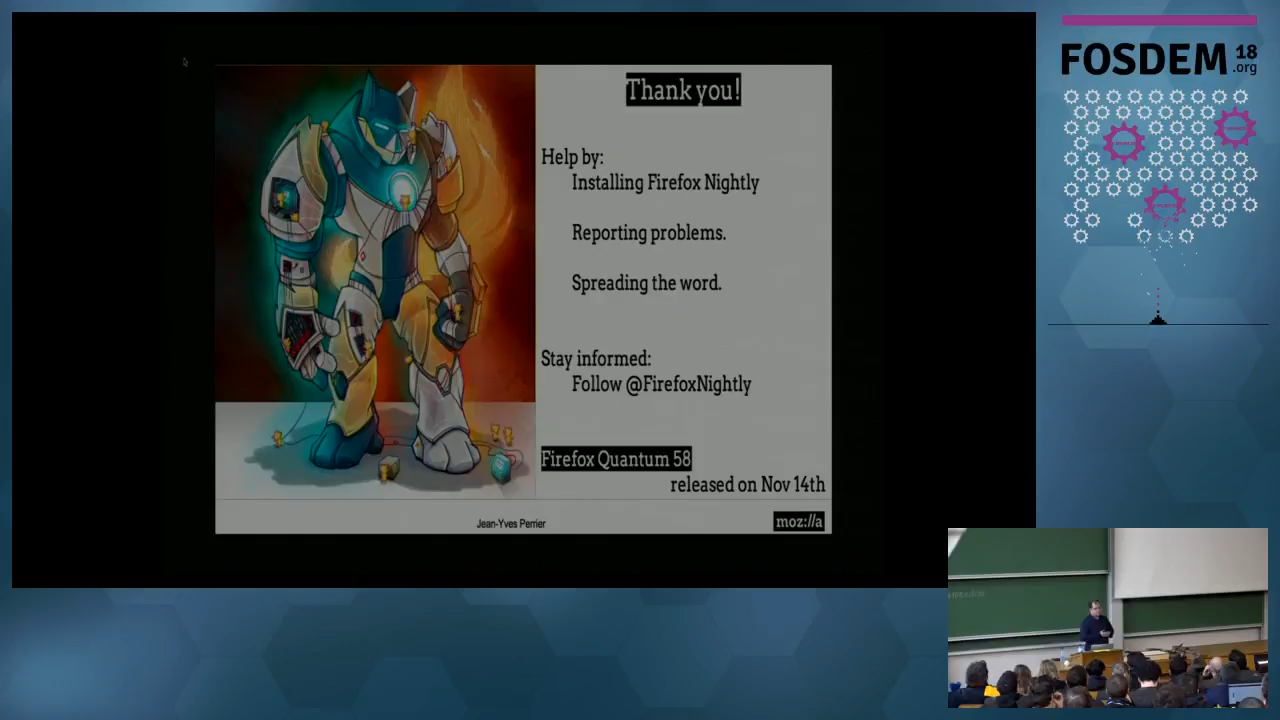 Thank you!
Help by:
Installing Firefox Nightly
Reporting problems.
Spreading the word.
Stay informed:
Follow @FirefoxNightly
Firefox Quantum 58
released on Nov 14th
Jean-Yves Perrier
moz://a
FOSDEM 18
.org